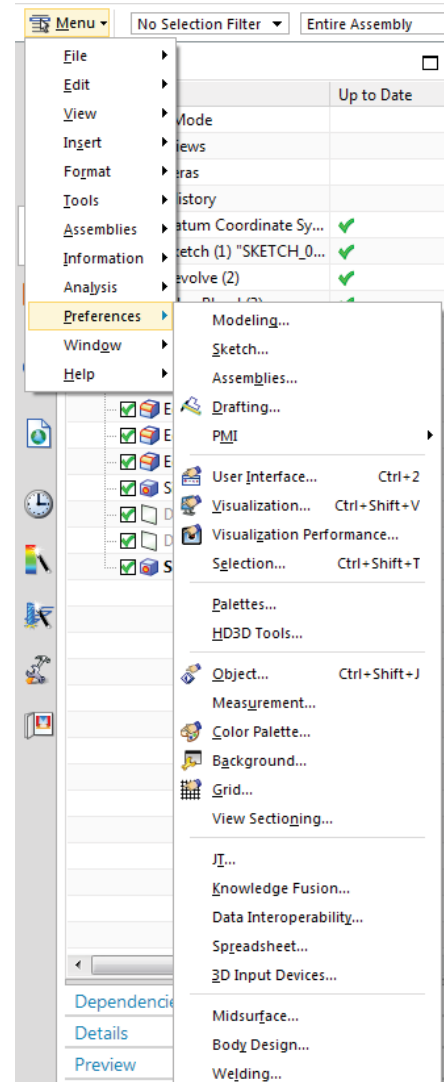 Menu No Selection Filter Entire Assembly
File
Edit Up to Date
View Mode
Insert iews
Format eras
Tools istory
Assemblies atum Coordinate Sy...
Information ketch (1) "SKETCH_0...
Analysis evolve (2)
Preferences
Window
Help
Modeling...
Sketch...
Assemblies...
E Drafting...
E PMI
E
S User Interface... Ctrl+2
D Visualization... Ctrl+Shift+V
D Visualization Performance...
S Selection... Ctrl+Shift+T
Palettes...
HD3D Tools...
Object... Ctrl+Shift+J
Measurement...
Color Palette...
Background...
Grid...
View Sectioning...
JT...
Knowledge Fusion...
Data Interoperability...
Spreadsheet...
3D Input Devices...
Dependencie
Midsurface...
Details
Body Design...
Preview
Welding...